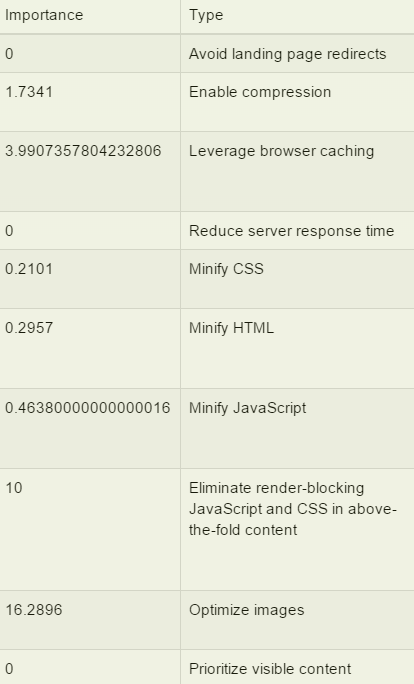 Importance Type
0 Avoid landing page redirects
1.7341 Enable compression
3.9907357804232806 Leverage browser caching
0 Reduce server response time
0.2101 Minify CSS
0.2957 Minify HTML
0.46380000000000016 Minify JavaScript
10 Eliminate render-blocking
JavaScript and CSS in above-
the-fold content
16.2896 Optimize images
0 Prioritize visible content